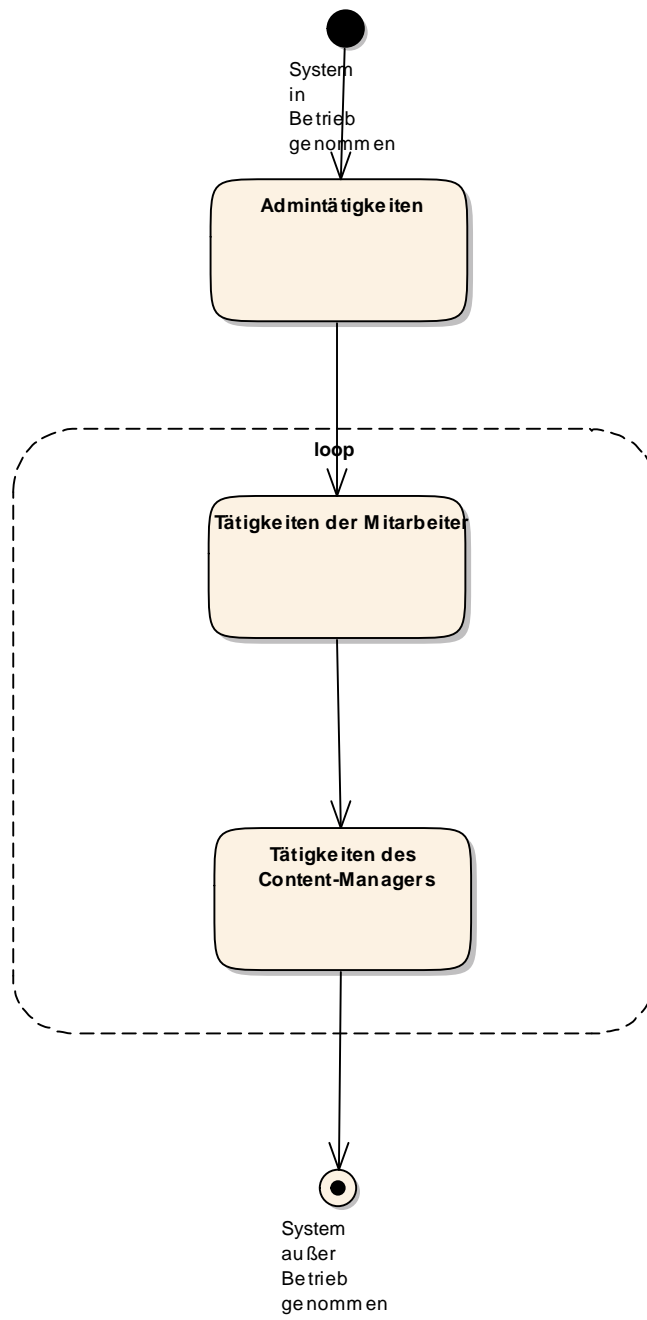 System
in
Betrieb
genommen
Admintätigkeiten
loop
Tätigkeiten der Mitarbeiter
Tätigkeiten des
Content-Managers
System
außer
Betrieb
genommen